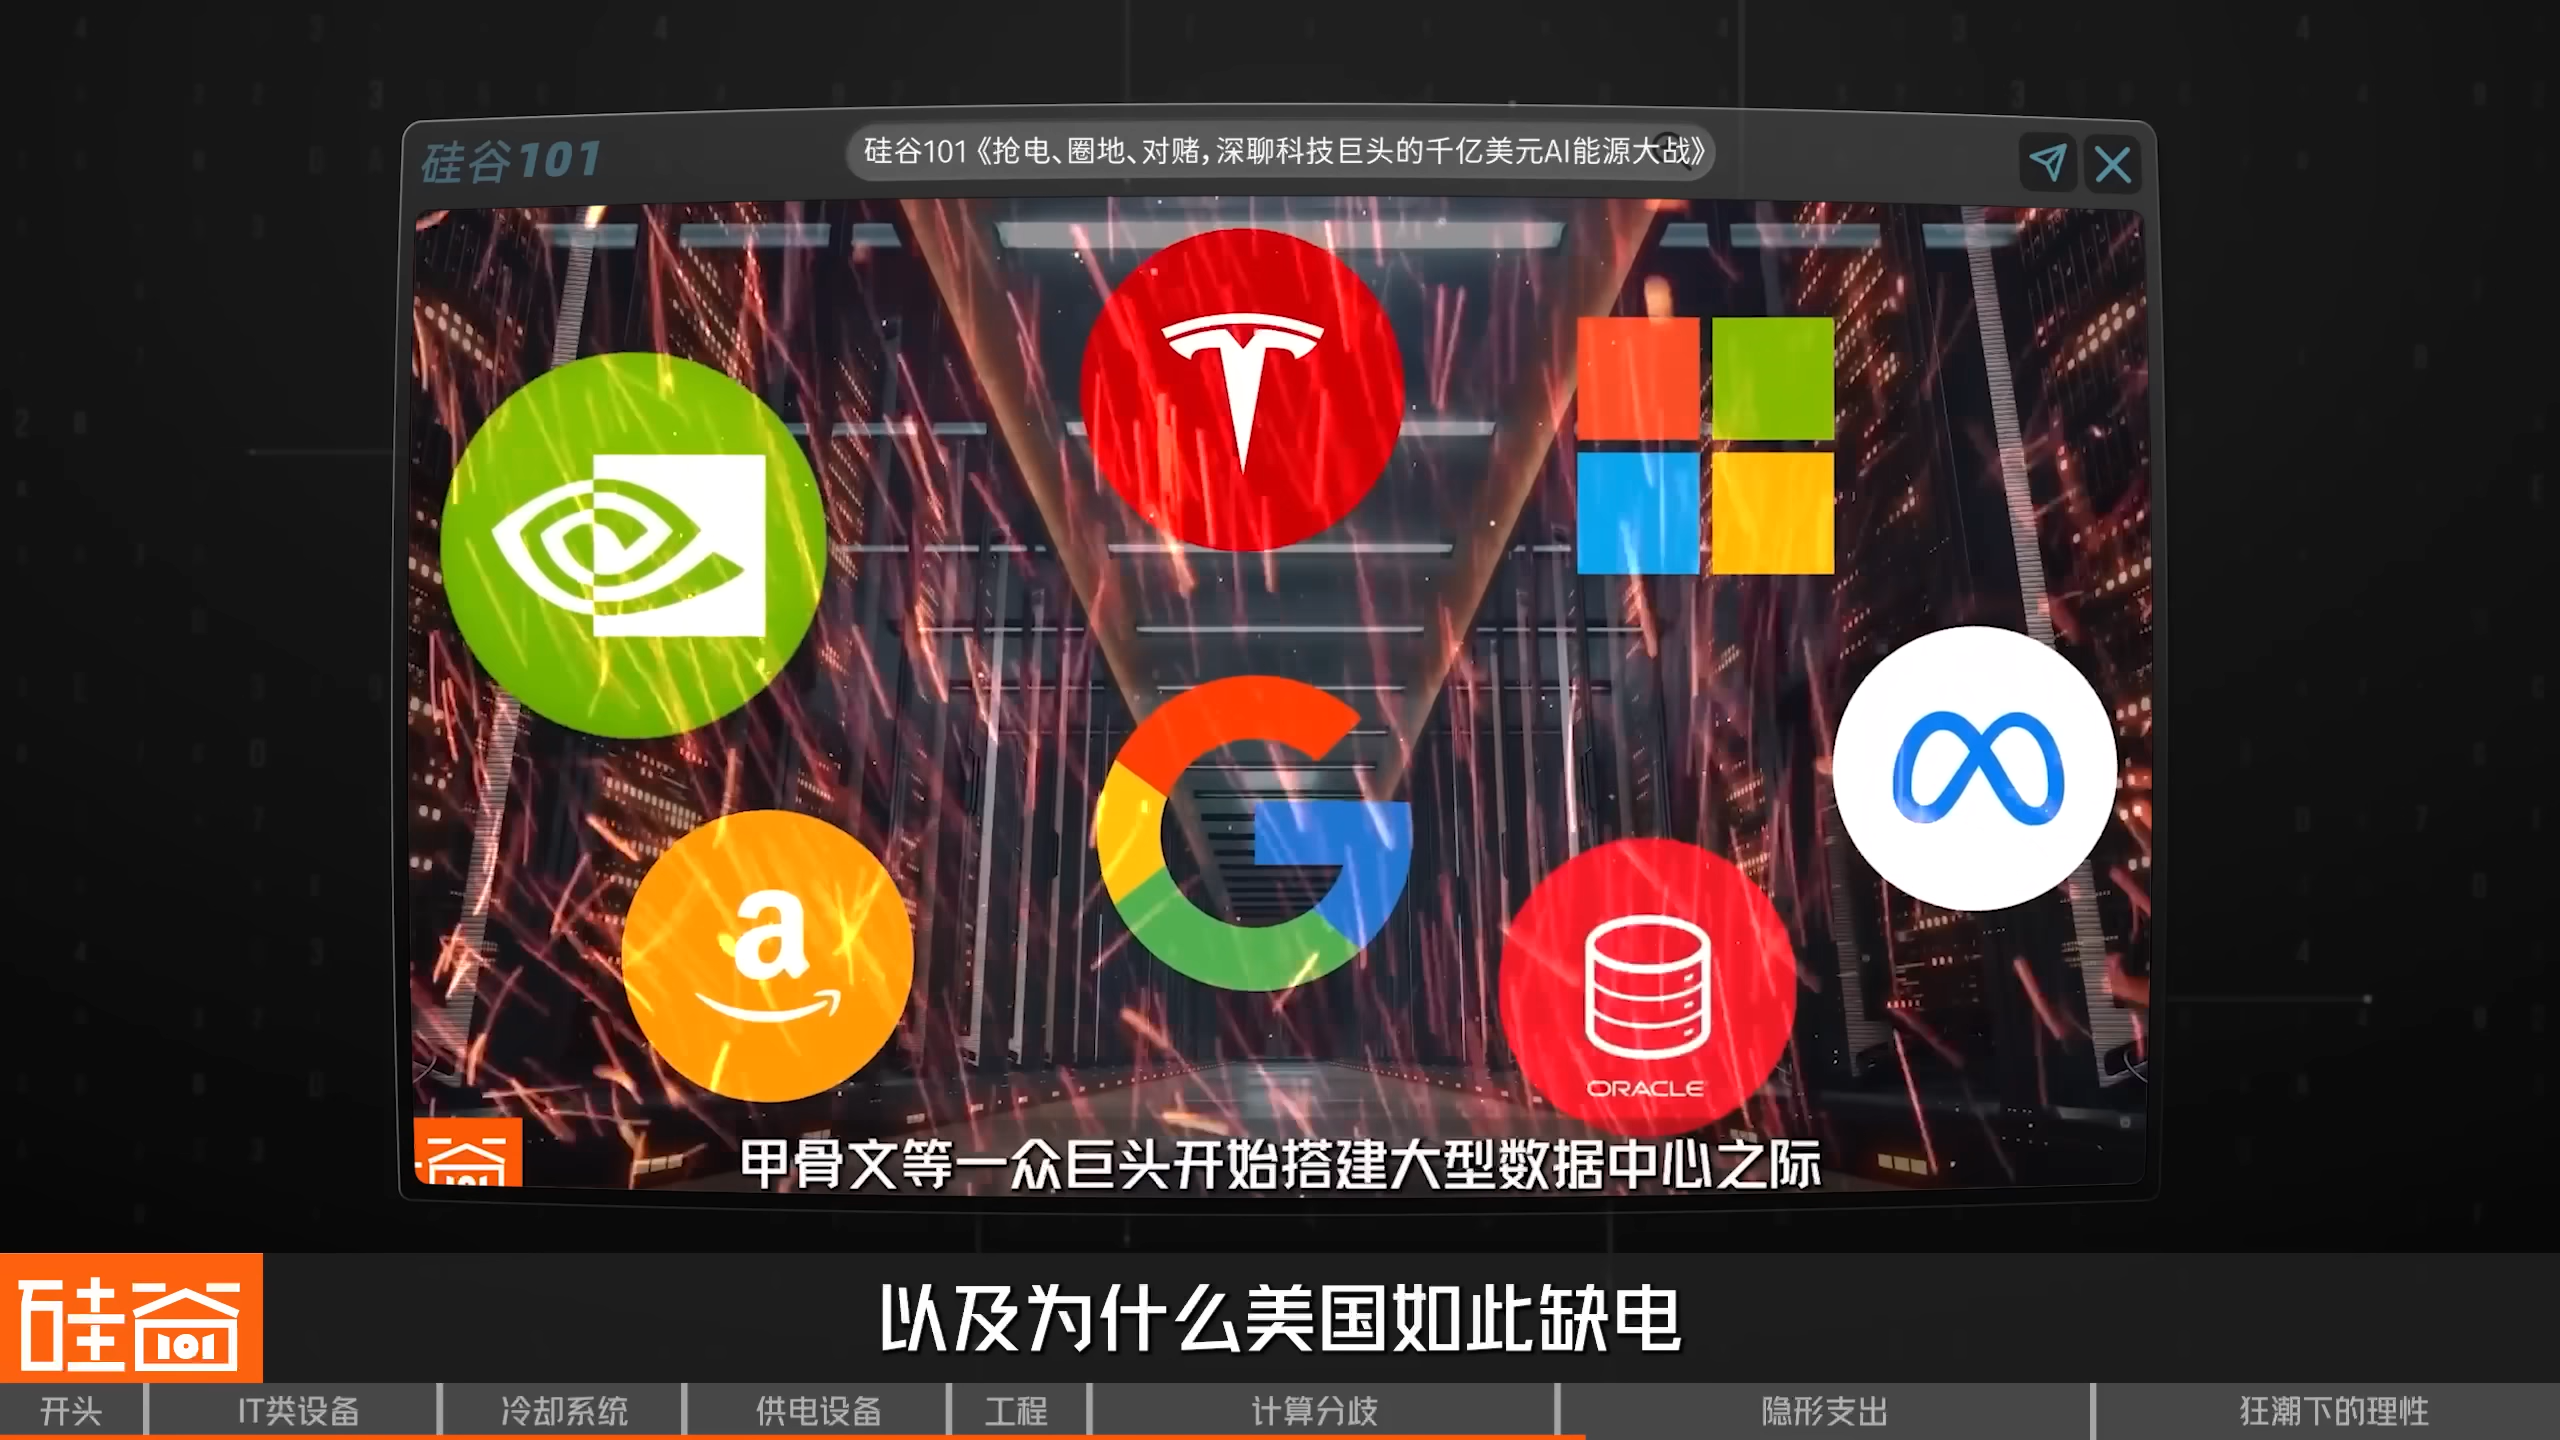 硅谷101
硅谷101《抢电、圈地、对赌,深聊科技巨头的千亿美元AI能源大战》
a
ORACLE
甲骨文等一众巨头开始搭建大型数据中心之际
硅谷101
以及为什么美国如此缺电
开头
IT类设备
冷却系统
供电设备
工程
计算分歧
隐形支出
狂潮下的理性